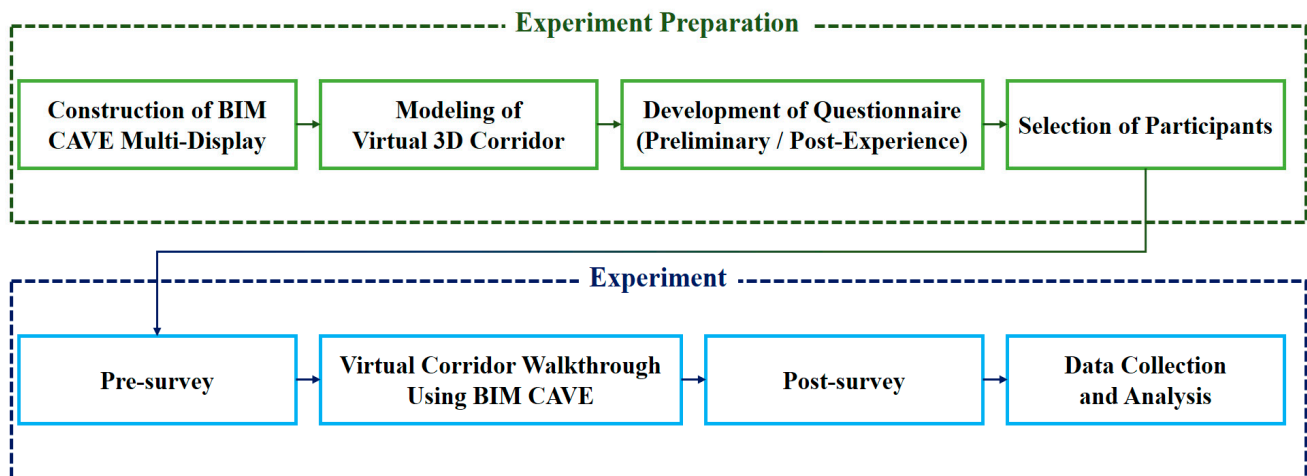 Experiment Preparation
Construction of BIM
CAVE Multi-Display
Modeling of
Virtual 3D Corridor
Development of Questionnaire
(Preliminary / Post-Experience)
Selection of Participants
Experiment
Pre-survey
Virtual Corridor Walkthrough
Using BIM CAVE
Post-survey
Data Collection
and Analysis